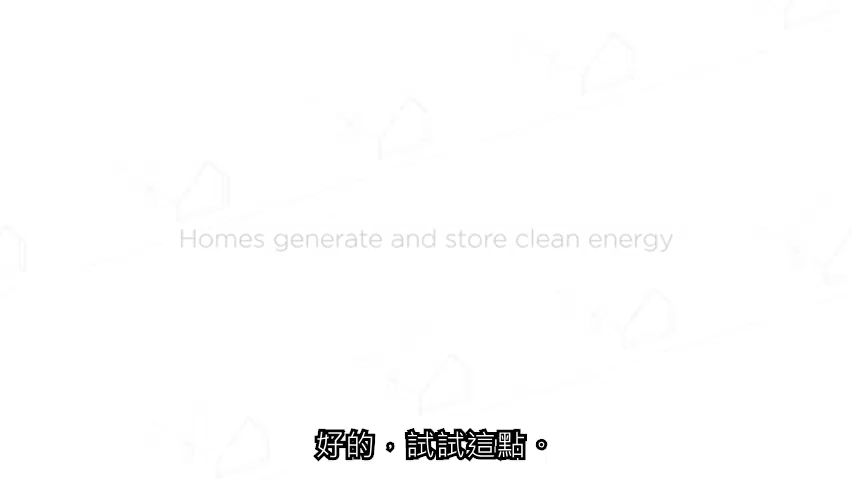 Homes generate and store clean energy
好的，試試這點。